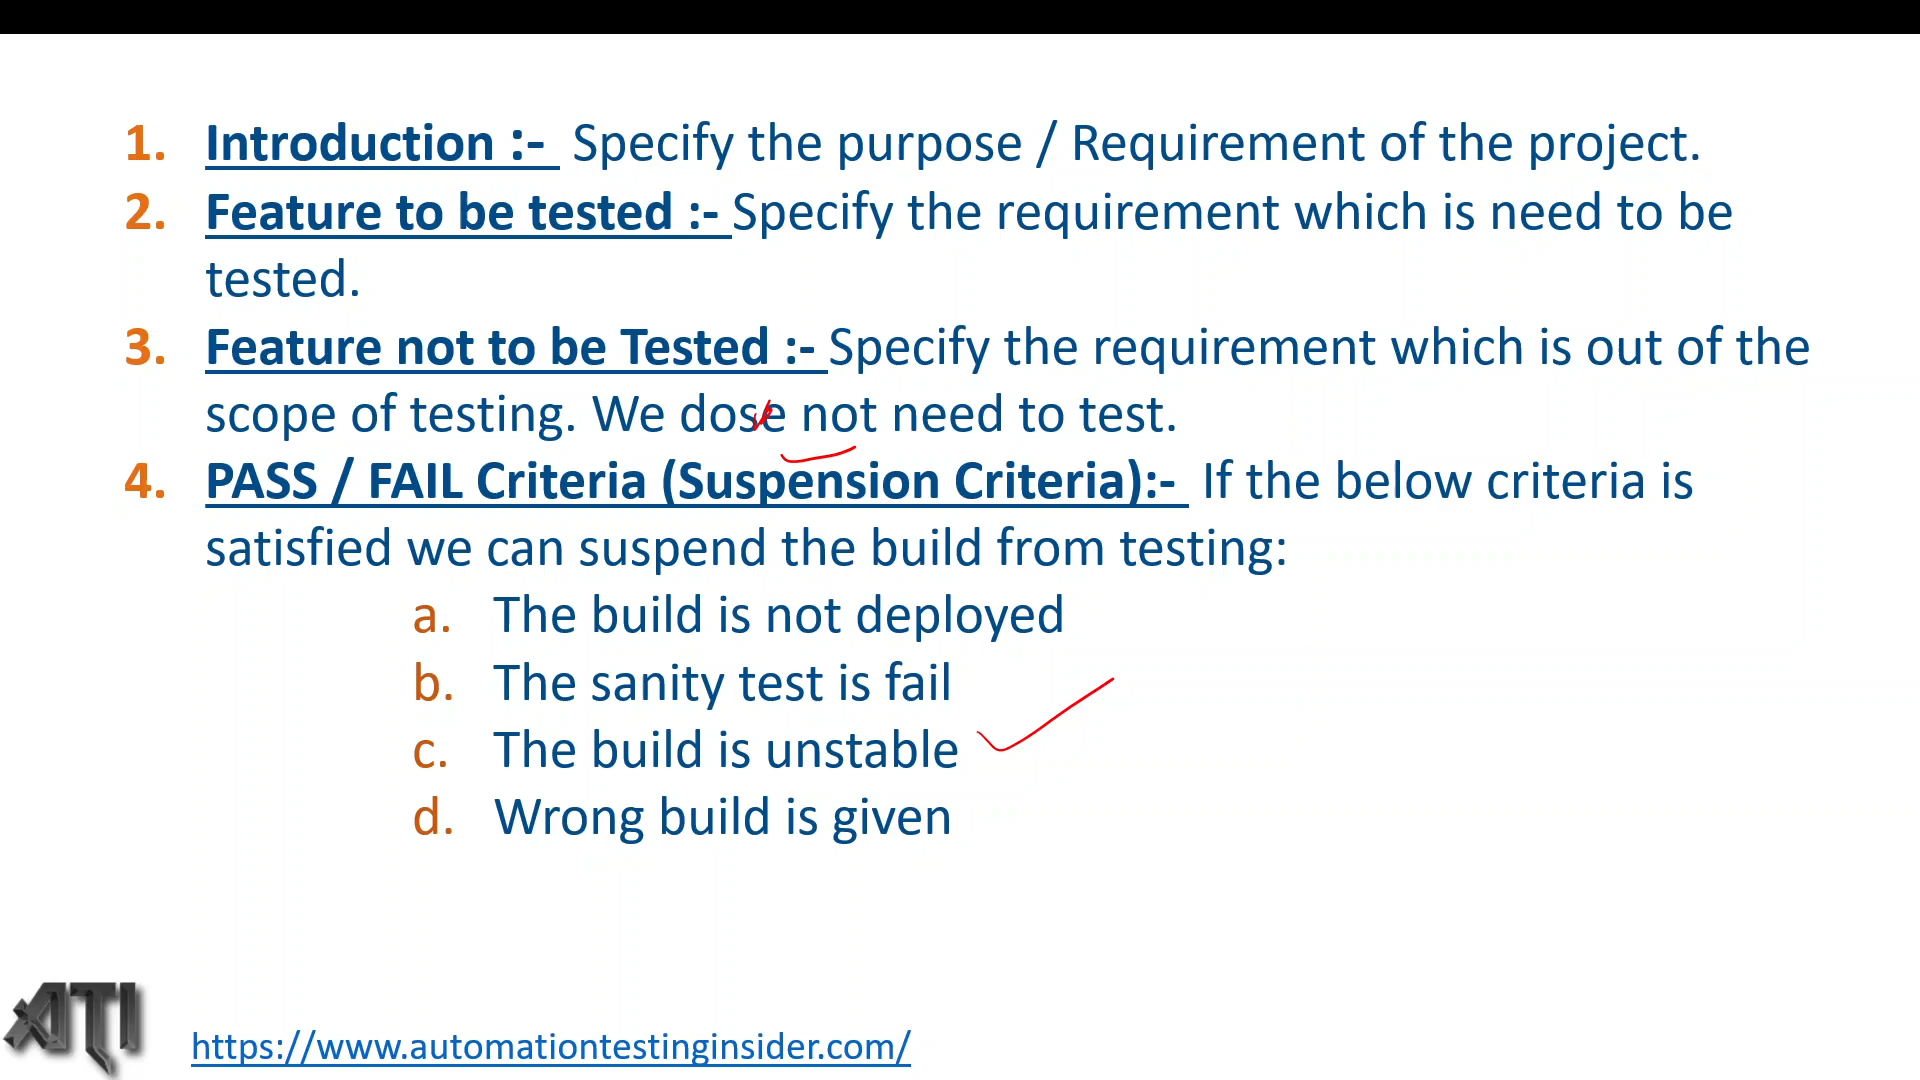 1. Introduction :- Specify the purpose / Requirement of the project.
2. Feature to be tested :- Specify the requirement which is need to be
tested.
3. Feature not to be Tested :- Specify the requirement which is out of the
scope of testing. We dose not need to test.
4. PASS / FAIL Criteria (Suspension Criteria):- If the below criteria is
satisfied we can suspend the build from testing:
a. The build is not deployed
b. The sanity test is fail
c. The build is unstable
d. Wrong build is given
ATI
https://www.automationtestinginsider.com/